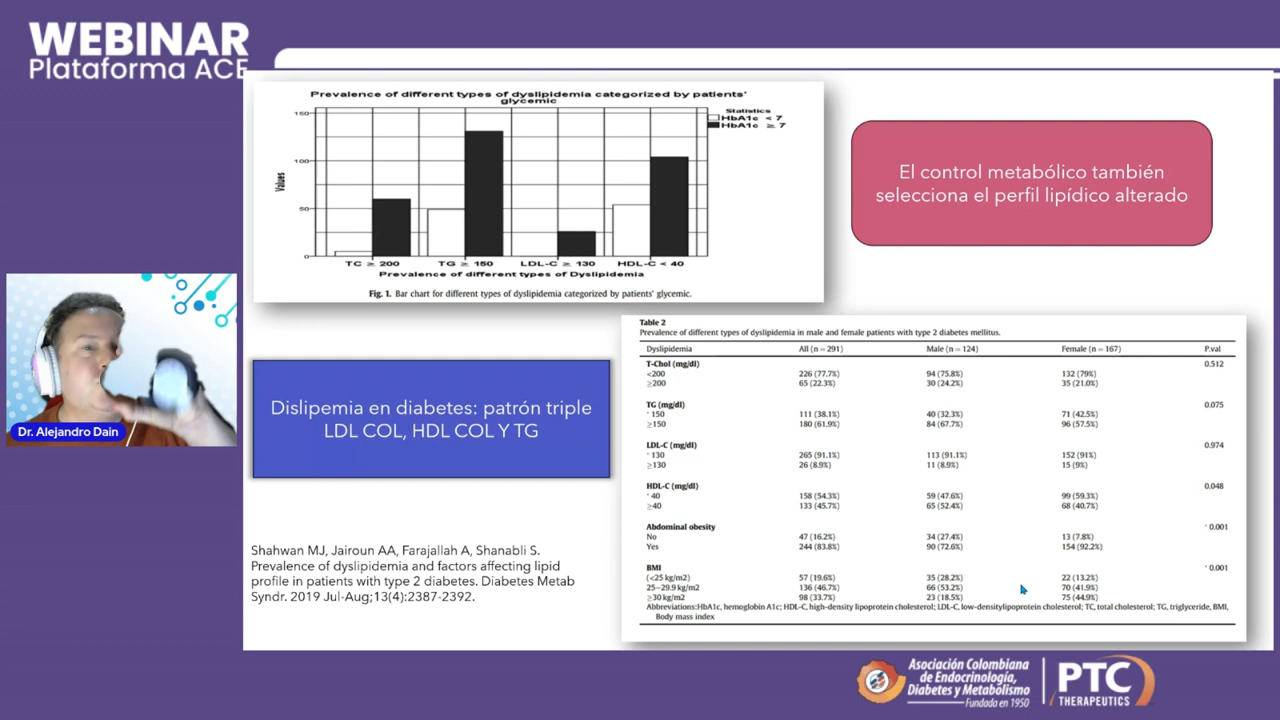 WEBINAR
Plataforma ACE
Prevalence of different types of dyslipidemia categorized by patients'
glycemic
Statistics
HbA1c < 7
HbA1c ≥ 7
150
100
50
0
Values
TC ≥ 200 TG ≥ 150 LDL-C ≥ 130 HDL-C < 40
Prevalence of different types of Dyslipidemia
Fig. 1. Bar chart for different types of dyslipidemia categorized by patients' glycemic.
El control metabólico también
selecciona el perfil lipídico alterado
Dr. Alejandro Dain
Dislipemia en diabetes: patrón triple
LDL COL, HDL COL Y TG
Shahwan MJ, Jairoun AA, Farajallah A, Shanabli S.
Prevalence of dyslipidemia and factors affecting lipid
profile in patients with type 2 diabetes. Diabetes Metab
Syndr. 2019 Jul-Aug;13(4):2387-2392.
Table 2
Prevalence of different types of dyslipidemia in male and female patients with type 2 diabetes mellitus.
Dyslipidemia All (n = 291) Male (n = 124) Female (n = 167) P.val
T-Chol (mg/dl) 0.512
<200 226 (77.7%) 94 (75.8%) 132 (79%)
≥200 65 (22.3%) 30 (24.2%) 35 (21.0%)
TG (mg/dl) 0.075
˂150 111 (38.1%) 40 (32.3%) 71 (42.5%)
≥150 180 (61.9%) 84 (67.7%) 96 (57.5%)
LDL-C (mg/dl) 0.974
˂130 265 (91.1%) 113 (91.1%) 152 (91%)
≥130 26 (8.9%) 11 (8.9%) 15 (9%)
HDL-C (mg/dl) 0.048
˂40 158 (54.3%) 59 (47.6%) 99 (59.3%)
≥40 133 (45.7%) 65 (52.4%) 68 (40.7%)
Abdominal obesity ˂0.001
No 47 (16.2%) 34 (27.4%) 13 (7.8%)
Yes 244 (83.8%) 90 (72.6%) 154 (92.2%)
BMI ˂0.001
(<25 kg/m2) 57 (19.6%) 35 (28.2%) 22 (13.2%)
25–29.9 kg/m2 136 (46.7%) 66 (53.2%) 70 (41.9%)
≥30 kg/m2 98 (33.7%) 23 (18.5%) 75 (44.9%)
Abbreviations:HbA1c, hemoglobin A1c; HDL-C, high-density lipoprotein cholesterol; LDL-C, low-densitylipoprotein cholesterol; TC, total cholesterol; TG, triglyceride, BMI,
Body mass index
Asociación Colombiana
de Endocrinología,
Diabetes y Metabolismo
Fundada en 1950
PTC
THERAPEUTICS